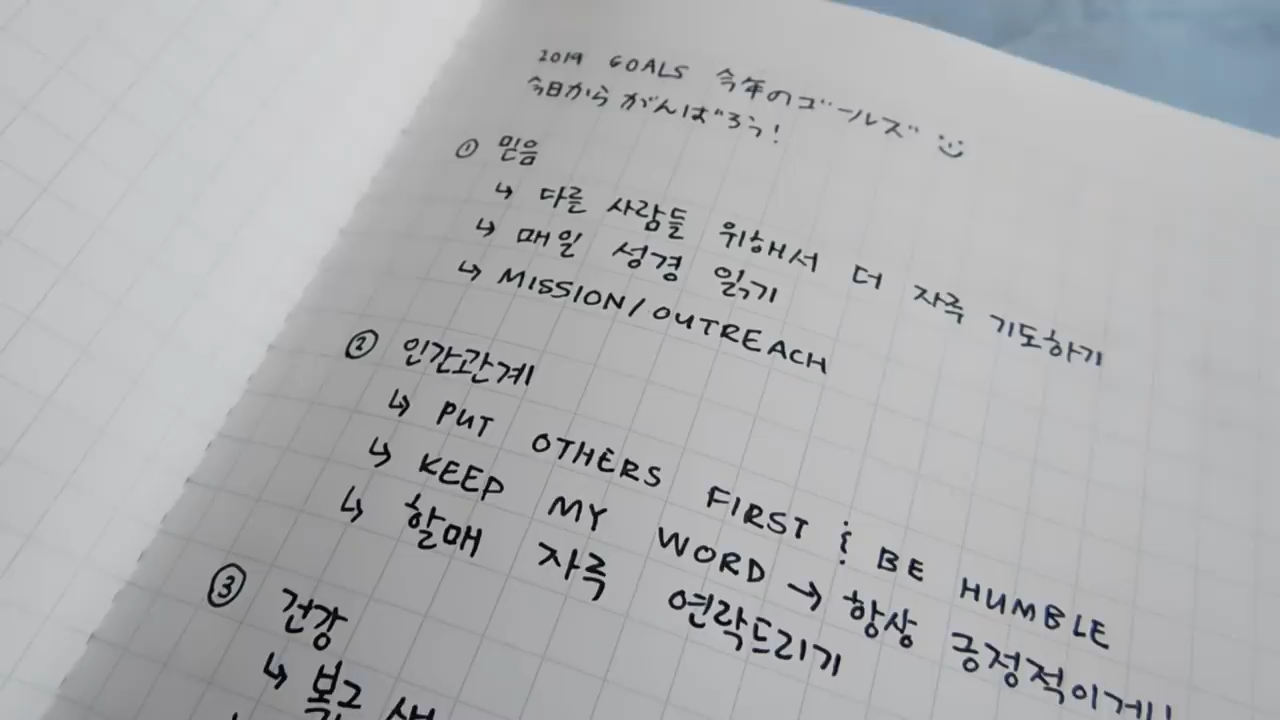 2019 GOALS 今年のゴールズ
今日からがんばろう!
① 믿음
↳ 다른 사람들 위해서 더 자주 기도하기
↳ 매일 성경 읽기
↳ MISSION/OUTREACH
② 인간관계
↳ PUT OTHERS FIRST & BE HUMBLE
↳ KEEP MY WORD → 항상 긍정적이게!!
↳ 할매 자주 연락드리기
③ 건강
↳